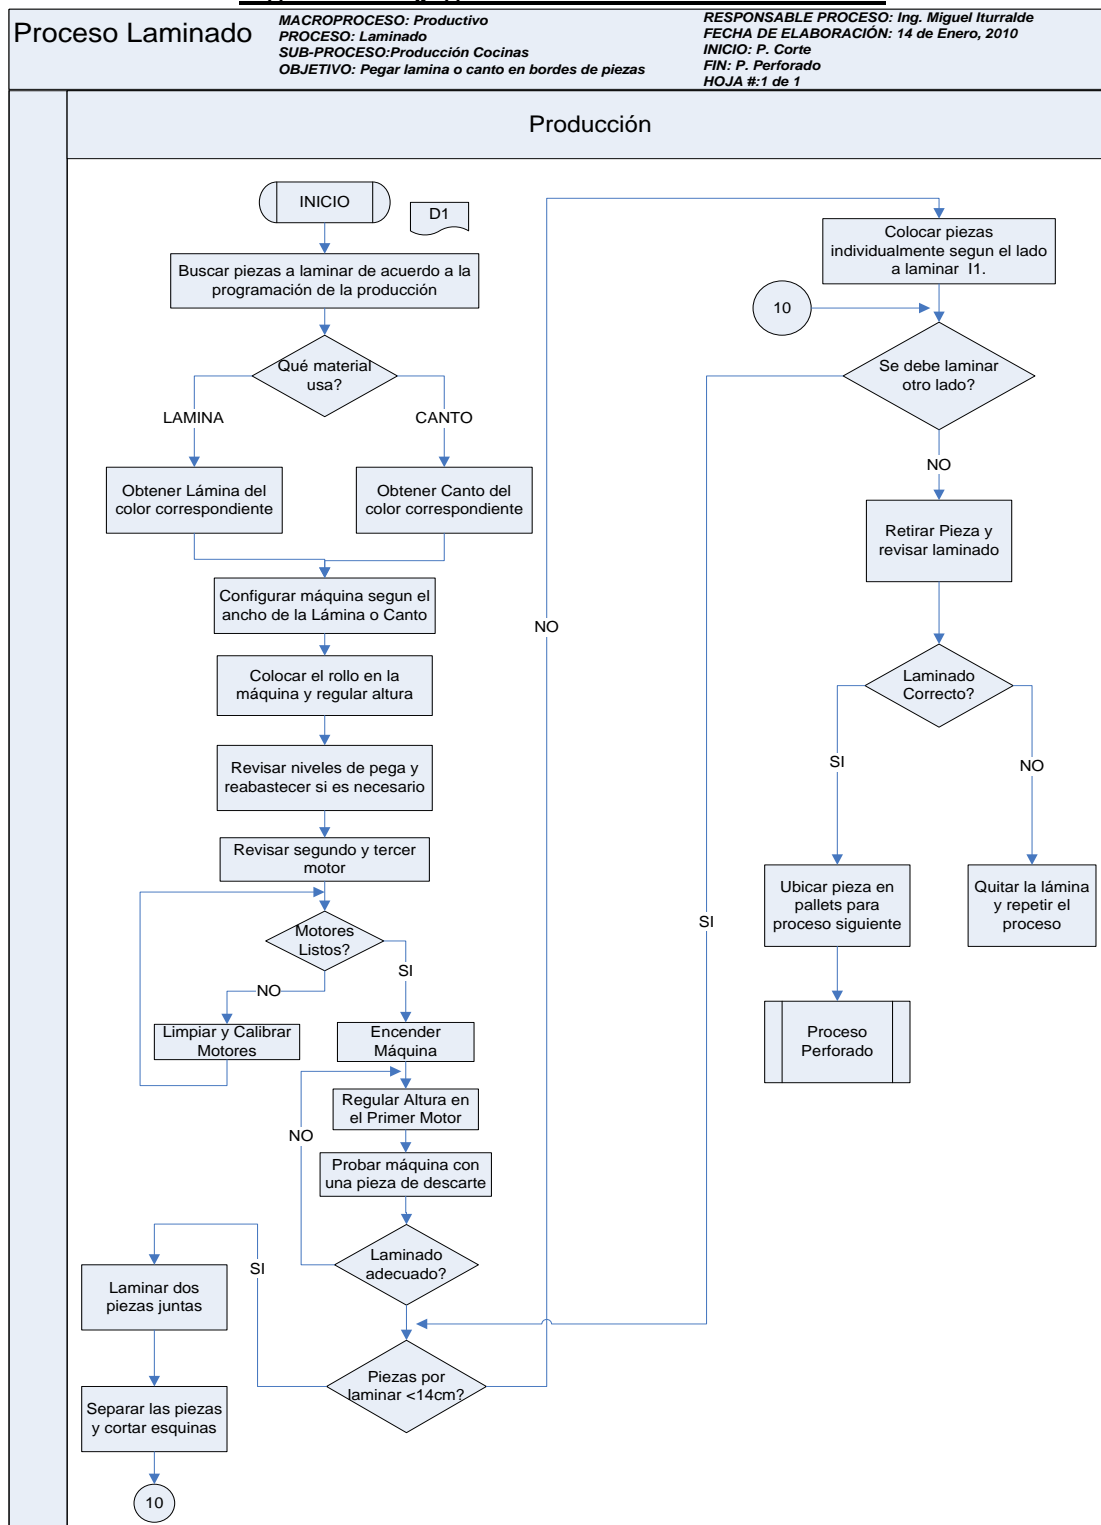 Proceso Laminado
MACROPROCESO: Productivo
PROCESO: Laminado
SUB-PROCESO:Producción Cocinas
OBJETIVO: Pegar lamina o canto en bordes de piezas
RESPONSABLE PROCESO: Ing. Miguel Iturralde
FECHA DE ELABORACIÓN: 14 de Enero, 2010
INICIO: P. Corte
FIN: P. Perforado
HOJA #:1 de 1
Producción
INICIO
D1
Buscar piezas a laminar de acuerdo a la
programación de la producción
Qué material
usa?
LAMINA
CANTO
Obtener Lámina del
color correspondiente
Obtener Canto del
color correspondiente
Configurar máquina segun el
ancho de la Lámina o Canto
Colocar el rollo en la
máquina y regular altura
Revisar niveles de pega y
reabastecer si es necesario
Revisar segundo y tercer
motor
Motores
Listos?
SI
NO
Limpiar y Calibrar
Motores
Encender
Máquina
Regular Altura en
el Primer Motor
NO
Probar máquina con
una pieza de descarte
Laminado
adecuado?
SI
Laminar dos
piezas juntas
Piezas por
laminar <14cm?
Separar las piezas
y cortar esquinas
10
NO
Colocar piezas
individualmente segun el lado
a laminar I1.
10
Se debe laminar
otro lado?
SI
NO
Retirar Pieza y
revisar laminado
Laminado
Correcto?
SI
NO
Ubicar pieza en
pallets para
proceso siguiente
Quitar la lámina
y repetir el
proceso
Proceso
Perforado